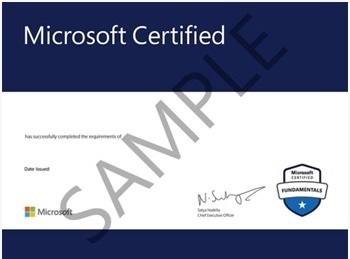 Microsoft Certified
SAMPLE
has successfully completed the requirements of
Date Issued
Microsoft
Satya Nadella
Chief Executive Officer
Microsoft
CERTIFIED
FUNDAMENTALS